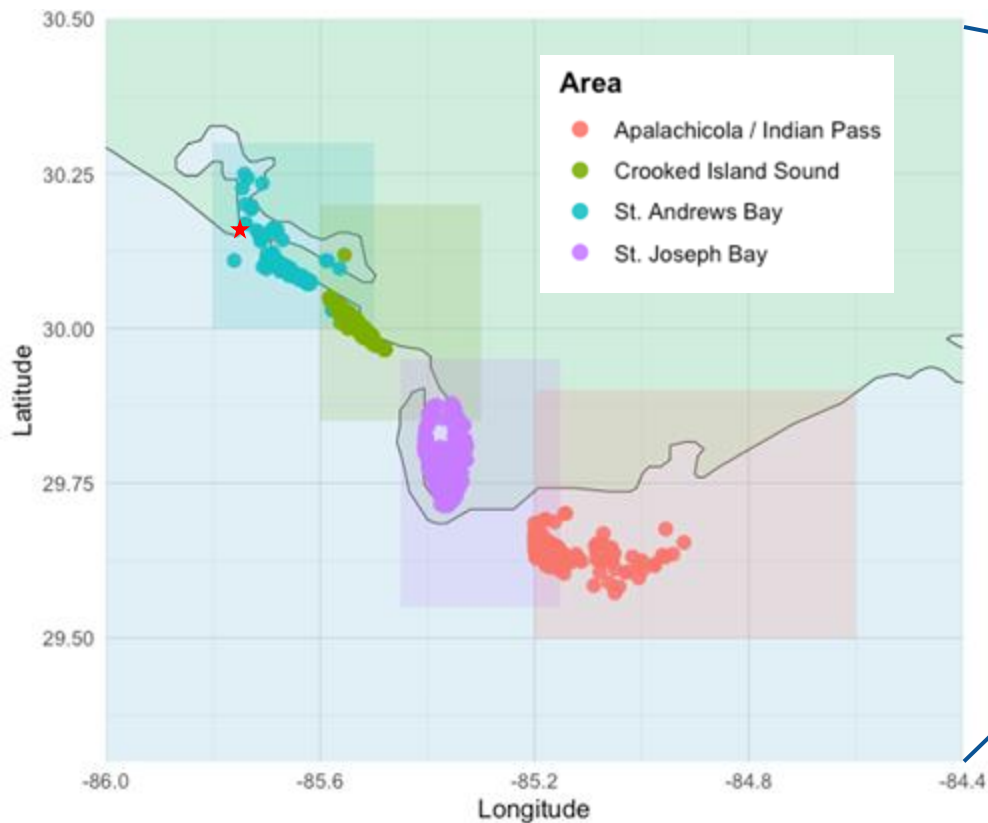 30.50
30.25
30.00
29.75
29.50
Latitude
Area
Apalachicola / Indian Pass
Crooked Island Sound
St. Andrews Bay
St. Joseph Bay
-86.0 -85.6 -85.2 -84.8 -84.4
Longitude